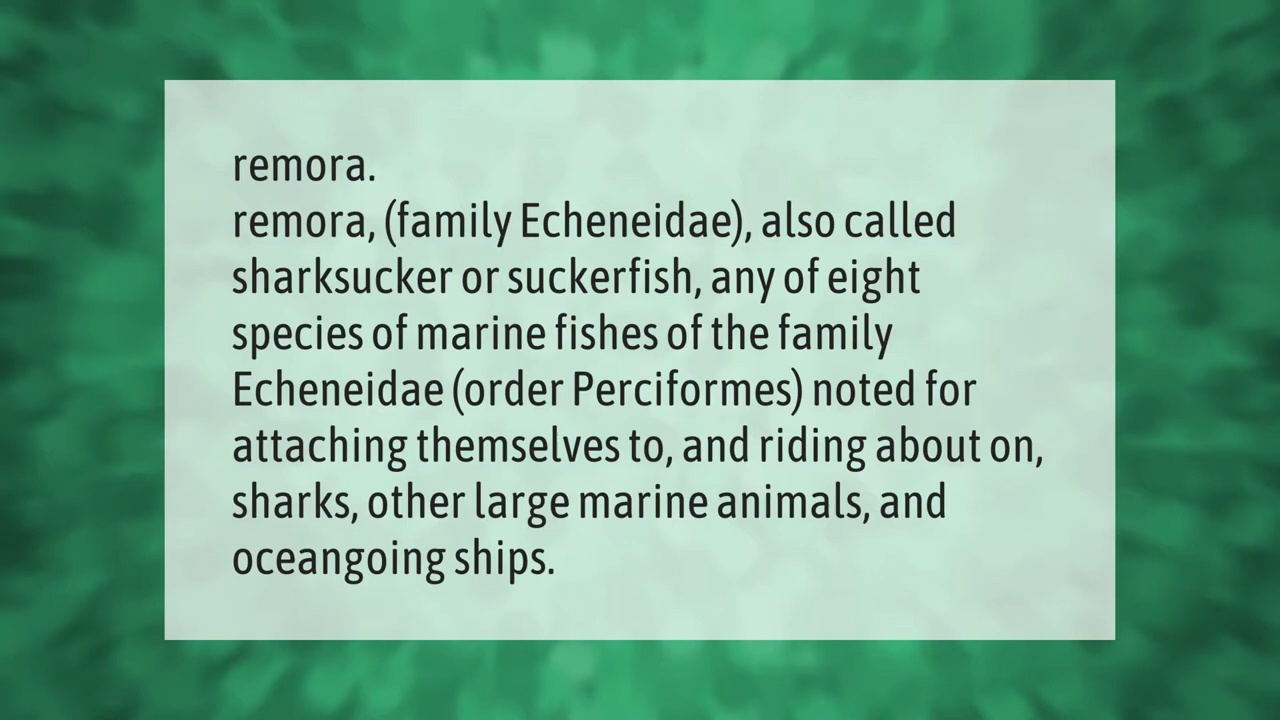 remora.
remora, (family Echeneidae), also called
sharksucker or suckerfish, any of eight
species of marine fishes of the family
Echeneidae (order Perciformes) noted for
attaching themselves to, and riding about on,
sharks, other large marine animals, and
oceangoing ships.